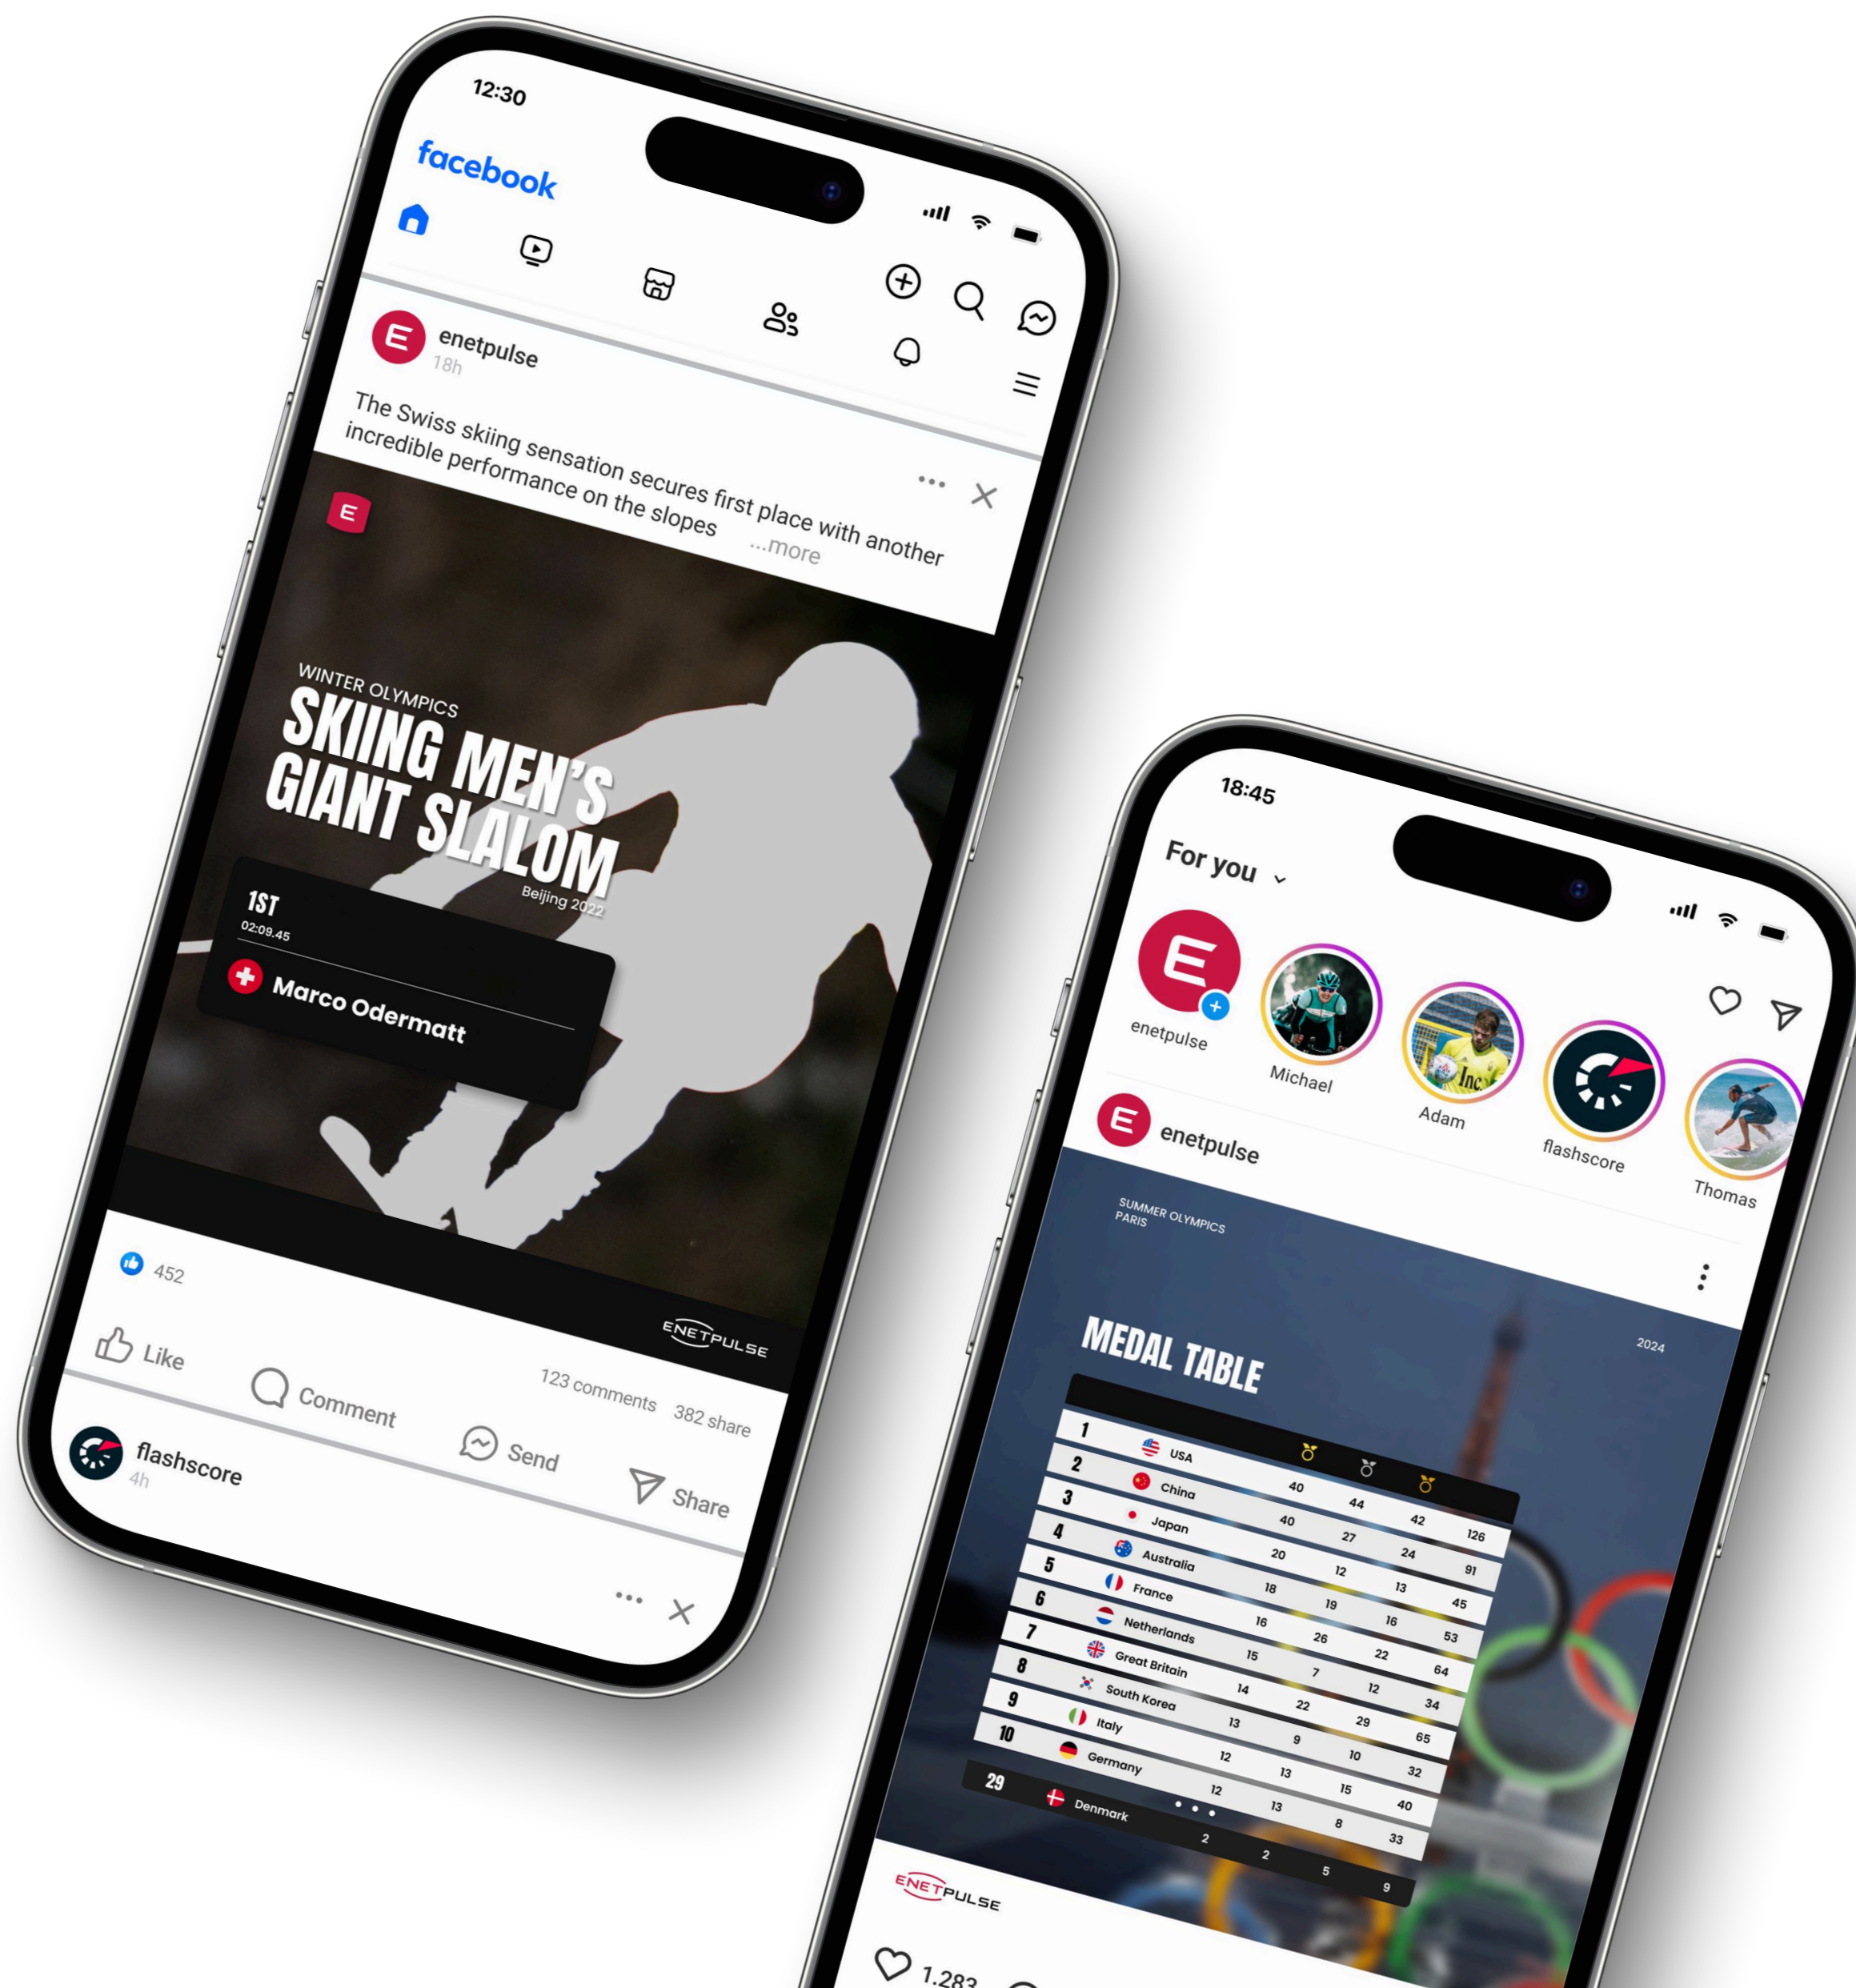 12:30
facebook
enetpulse
18h
The Swiss skiing sensation secures first place with another
incredible performance on the slopes ...more
E
WINTER OLYMPICS
SKIING MEN'S
GIANT SLALOM
Beijing 2022
1ST
02:09.45
Marco Odermatt
ENETPULSE
452
123 comments 382 share
Like Comment Send Share
flashscore
4h
18:45
For you
enetpulse Michael Adam flashscore Thomas
Inc.
enetpulse
SUMMER OLYMPICS
PARIS
2024
MEDAL TABLE
1 USA 40 44 42 126
2 China 40 27 24 91
3 Japan 20 12 13 45
4 Australia 18 19 16 53
5 France 16 26 22 64
6 Netherlands 15 7 12 34
7 Great Britain 14 22 29 65
8 South Korea 13 9 10 32
9 Italy 12 13 15 40
10 Germany 12 13 8 33
29 Denmark 2 2 5 9
ENETPULSE
1.283